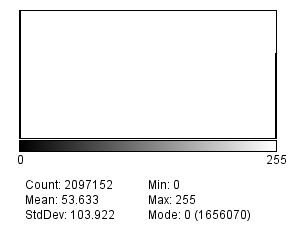 0 255
Count: 2097152 Min: 0
Mean: 53.633 Max: 255
StdDev: 103.922 Mode: 0 (1656070)